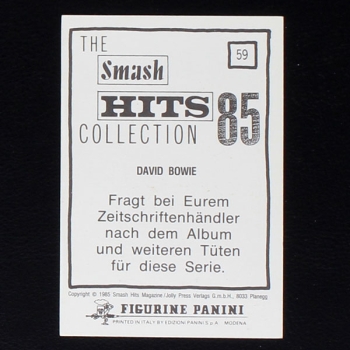 THE
59
Smash
HITS 85
COLLECTION
DAVID BOWIE
Fragt bei Eurem
Zeitschriftenhändler
nach dem Album
und weiteren Tüten
für diese Serie.
Copyright © 1985 Smash Hits Magazine/Jolly Press Verlags G.m.b.H., 8033 Planegg
FIGURINE PANINI
PRINTED IN ITALY BY EDIZIONI PANINI S.p.A. MODENA